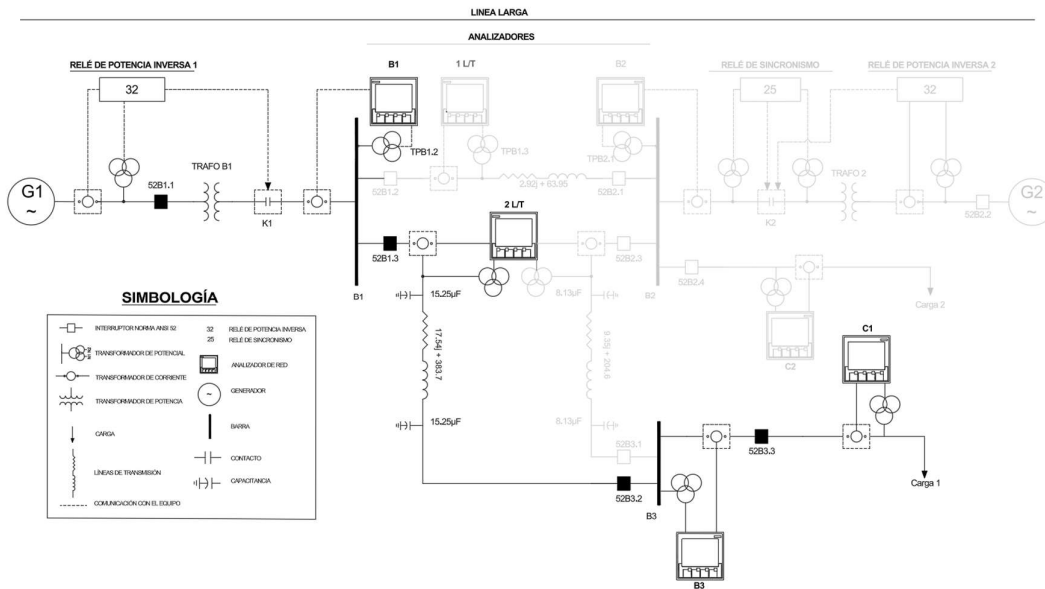 LINEA LARGA
ANALIZADORES
RELÉ DE POTENCIA INVERSA 1
B1
1 L/T
B2
RELÉ DE SINCRONISMO
RELÉ DE POTENCIA INVERSA 2
32
25
32
TRAFO B1
TPB1.2
TPB1.3
TPB2.1
TRAFO 2
G1
~
52B1.1
K1
52B1.2
2.92j + 63.95
52B2.1
K2
52B2.2
G2
~
2 L/T
52B1.3
52B2.3
B1
B2
52B2.4
Carga 2
C2
15.25µF
8.13µF
17.54j + 383.7
9.35j + 204.6
15.25µF
8.13µF
C1
52B3.1
52B3.2
B3
52B3.3
Carga 1
B3
SIMBOLOGÍA
INTERRUPTOR NORMA ANSI 52
32 RELÉ DE POTENCIA INVERSA
25 RELÉ DE SINCRONISMO
TRANSFORMADOR DE POTENCIAL
ANALIZADOR DE RED
TRANSFORMADOR DE CORRIENTE
~ GENERADOR
TRANSFORMADOR DE POTENCIA
BARRA
CARGA
CONTACTO
LÍNEAS DE TRANSMISIÓN
CAPACITANCIA
COMUNICACIÓN CON EL EQUIPO